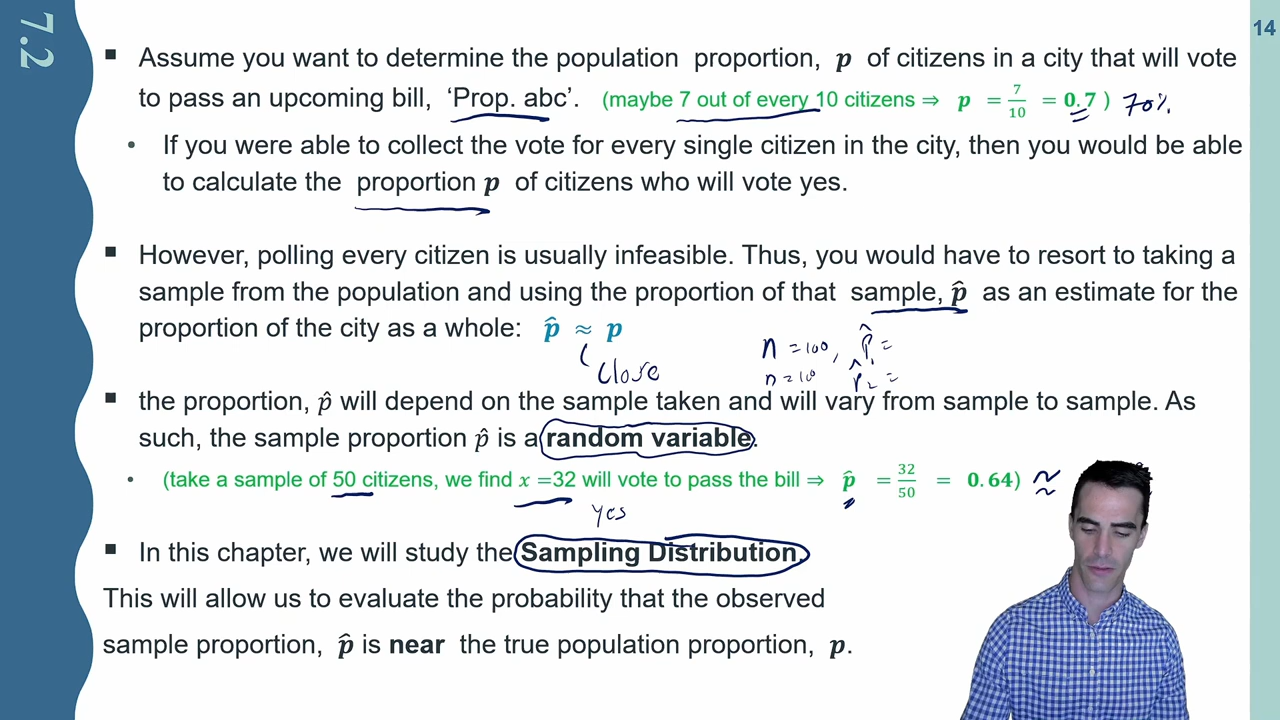 7.2
14
▪ Assume you want to determine the population proportion, p of citizens in a city that will vote
to pass an upcoming bill, ‘Prop. abc’. (maybe 7 out of every 10 citizens ⇒ p = 7/10 = 0.7 ) 70%
• If you were able to collect the vote for every single citizen in the city, then you would be able
to calculate the proportion p of citizens who will vote yes.
▪ However, polling every citizen is usually infeasible. Thus, you would have to resort to taking a
sample from the population and using the proportion of that sample, p̂ as an estimate for the
proportion of the city as a whole: p̂ ≈ p
n = 100, p̂₁ =
close
n = 10 p̂₂ =
▪ the proportion, p̂ will depend on the sample taken and will vary from sample to sample. As
such, the sample proportion p̂ is a random variable.
• (take a sample of 50 citizens, we find x =32 will vote to pass the bill ⇒ p̂ = 32/50 = 0.64) ≈
yes
▪ In this chapter, we will study the Sampling Distribution.
This will allow us to evaluate the probability that the observed
sample proportion, p̂ is near the true population proportion, p.